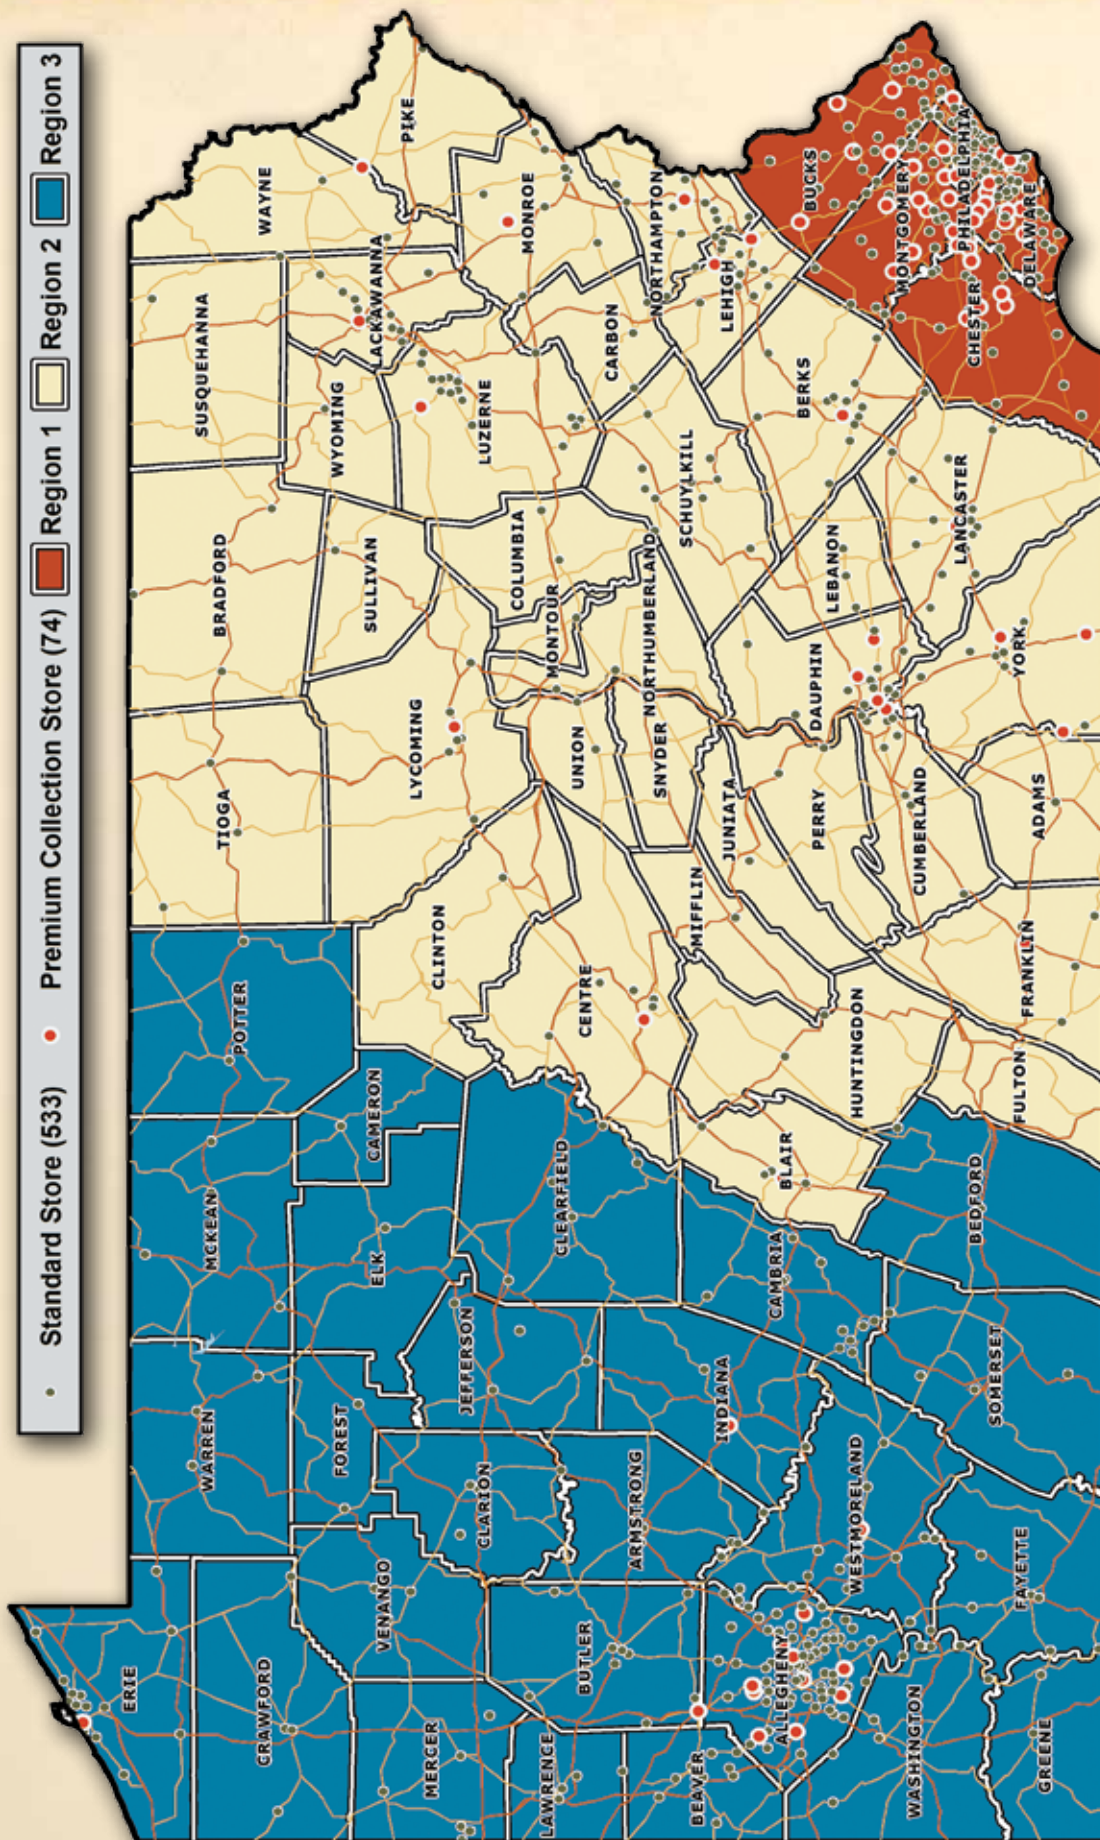 Standard Store (533)
Premium Collection Store (74)
Region 1
Region 2
Region 3
ERIE
WARREN
MCKEAN
POTTER
TIOGA
BRADFORD
SUSQUEHANNA
WAYNE
CRAWFORD
FOREST
ELK
CAMERON
CLINTON
LYCOMING
SULLIVAN
WYOMING
LACKAWANNA
PIKE
VENANGO
MERCER
CLARION
JEFFERSON
CLEARFIELD
CENTRE
UNION
MONTOUR
COLUMBIA
LUZERNE
MONROE
LAWRENCE
BUTLER
ARMSTRONG
INDIANA
CAMBRIA
BLAIR
MIFFLIN
SNYDER
NORTHUMBERLAND
SCHUYLKILL
CARBON
NORTHAMPTON
LEHIGH
BEAVER
ALLEGHENY
WESTMORELAND
HUNTINGDON
JUNIATA
PERRY
DAUPHIN
LEBANON
BERKS
BUCKS
MONTGOMERY
WASHINGTON
SOMERSET
BEDFORD
FULTON
FRANKLIN
CUMBERLAND
ADAMS
YORK
LANCASTER
CHESTER
PHILADELPHIA
DELAWARE
GREENE
FAYETTE